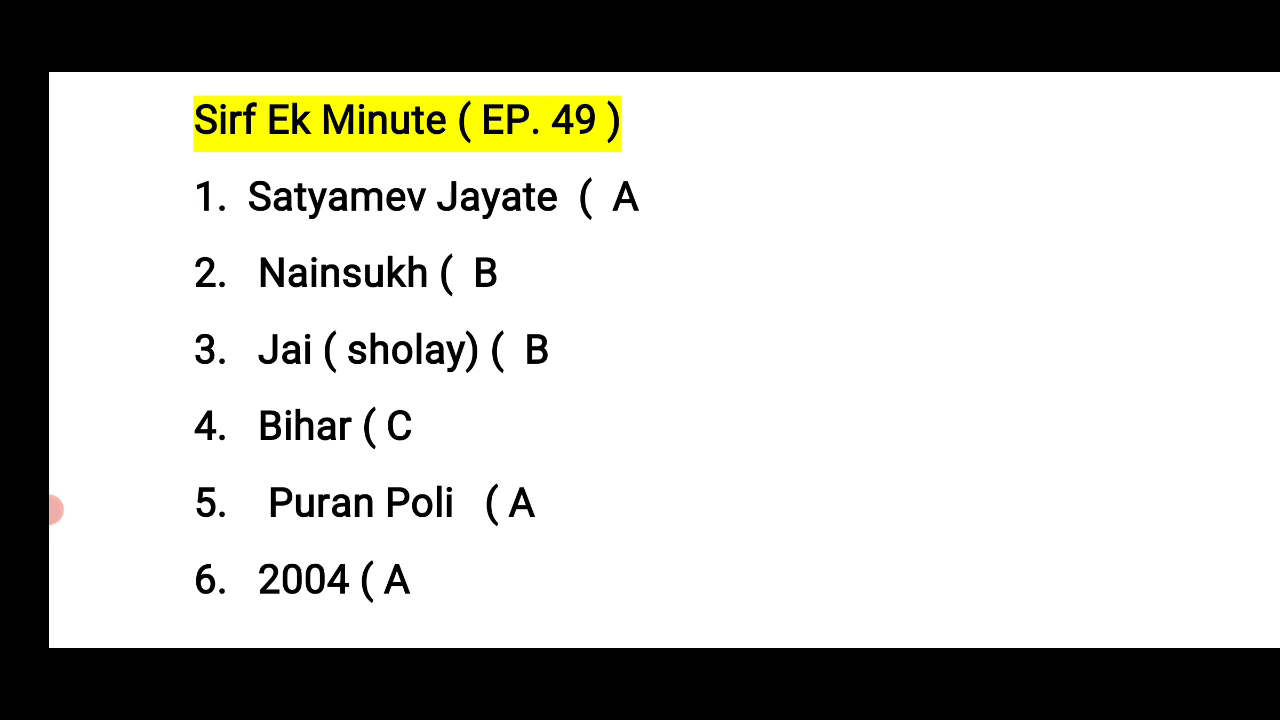 Sirf Ek Minute ( EP. 49 )
1. Satyamev Jayate ( A
2. Nainsukh ( B
3. Jai ( sholay) ( B
4. Bihar ( C
5. Puran Poli ( A
6. 2004 ( A